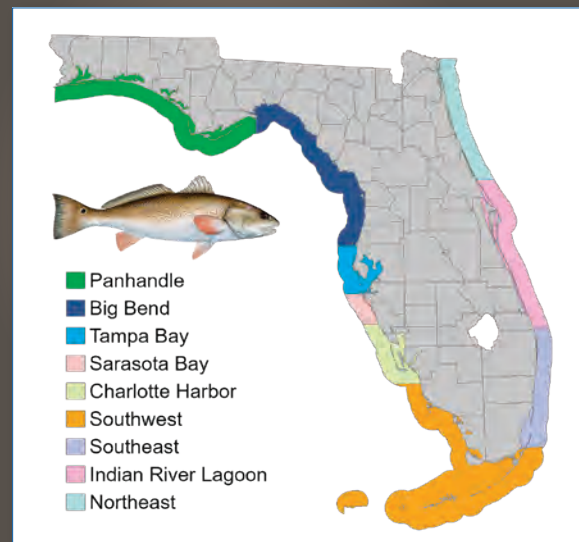 Panhandle
Big Bend
Tampa Bay
Sarasota Bay
Charlotte Harbor
Southwest
Southeast
Indian River Lagoon
Northeast